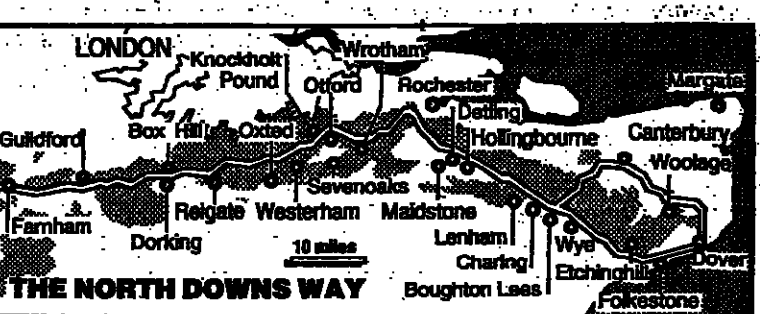 LONDON
Knockholt
Pound
Wrotham
Otford
Rochester
Margate
Detling
Guildford
Box Hill
Oxted
Hollingbourne
Canterbury
Woolage
Sevenoaks
Farnham
Reigate
Westerham
Maidstone
Dorking
10 miles
Lenham
Wye
Charing
Etchinghill
Dover
THE NORTH DOWNS WAY
Boughton Lees
Folkestone